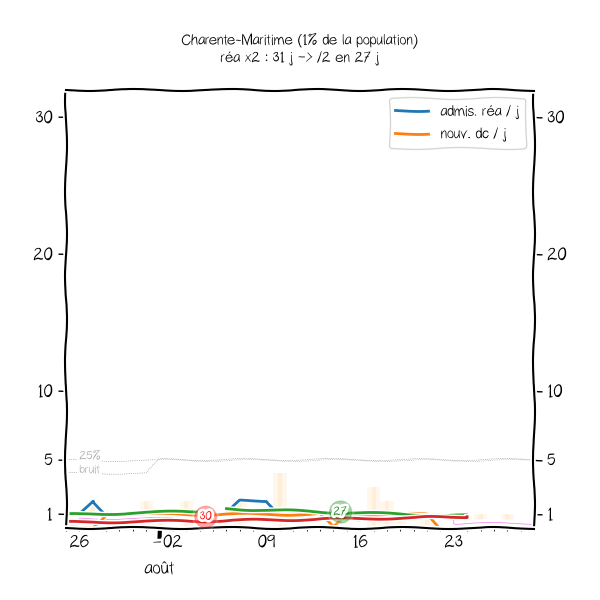 Charente-Maritime (1% de la population)
réa x2 : 31 j -> /2 en 27 j
admis. réa / j
nouv. dc / j
30 30
20 20
10 10
25%
5 5
bruit
1 30 27 1
26 02 09 16 23
août